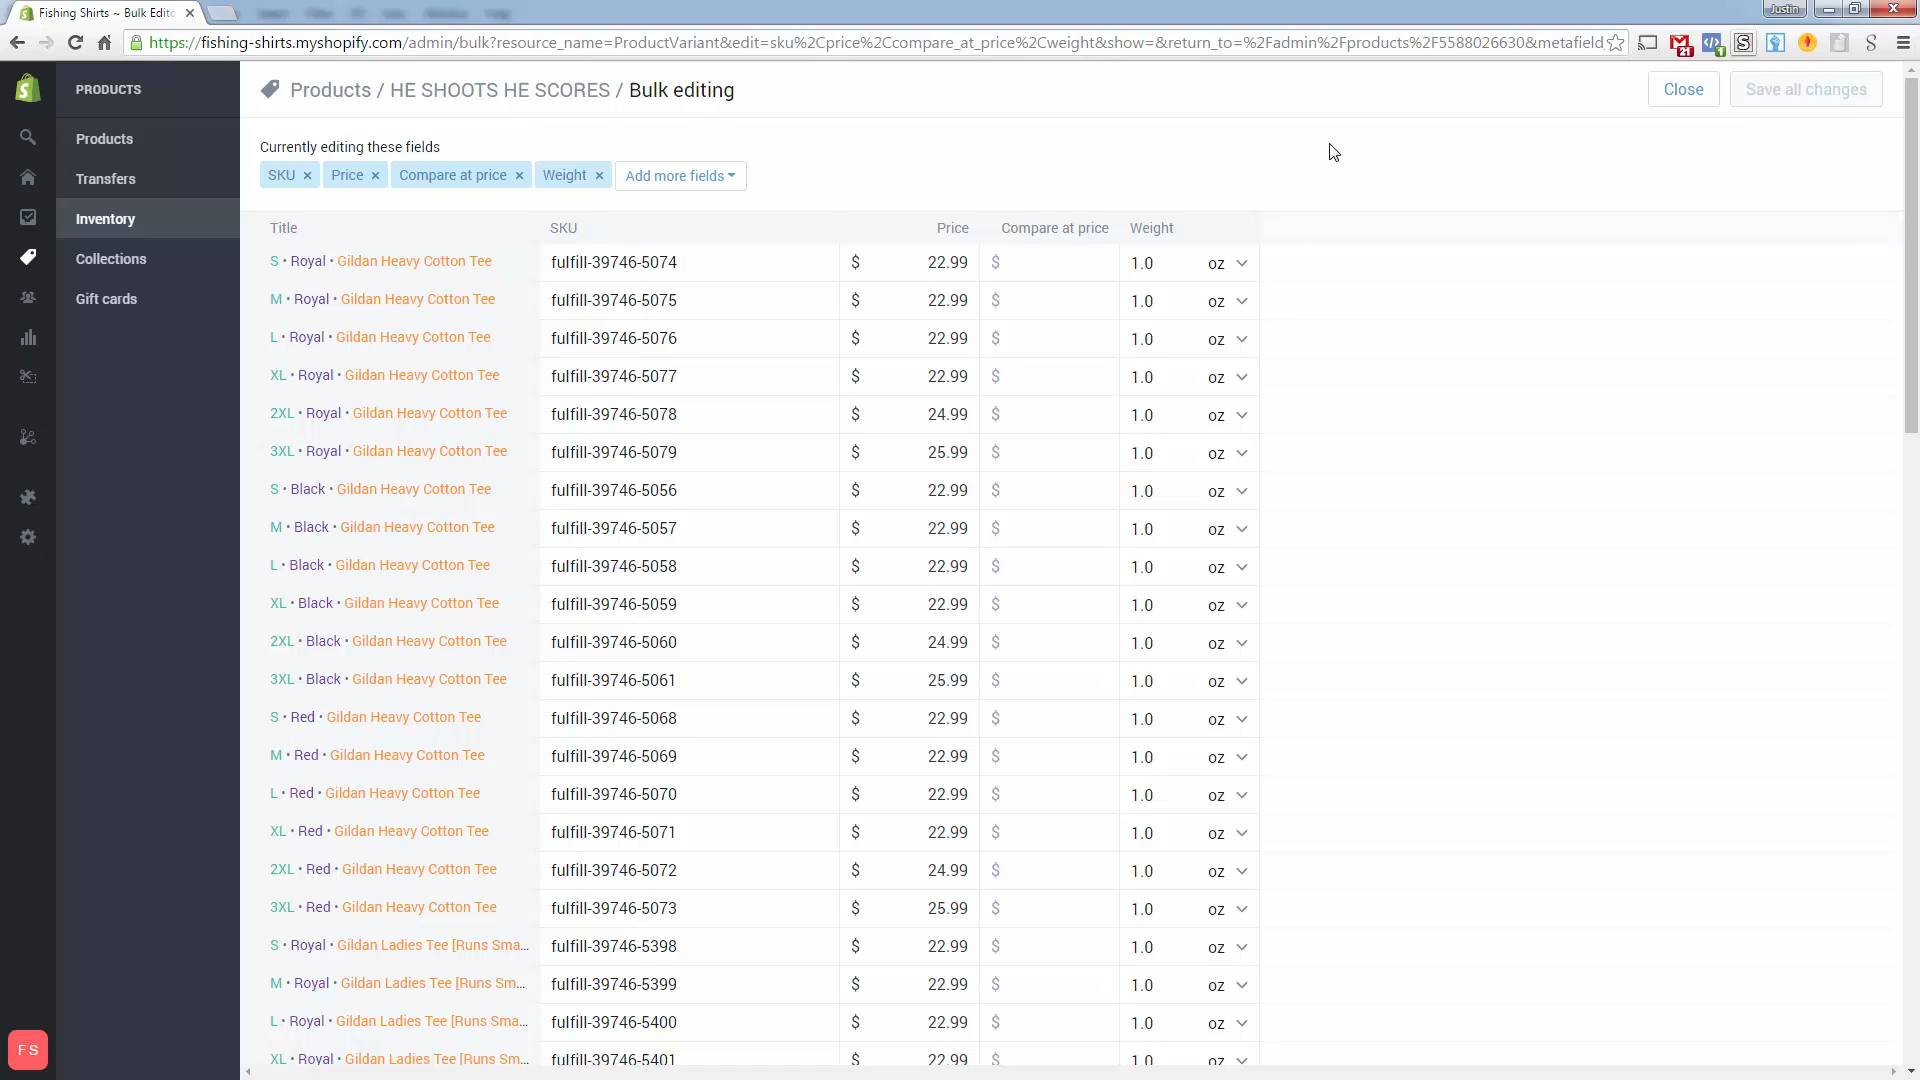 Fishing Shirts ~ Bulk Edito
Justin
https://fishing-shirts.myshopify.com/admin/bulk?resource_name=ProductVariant&edit=sku%2Cprice%2Ccompare_at_price%2Cweight&show=&return_to=%2Fadmin%2Fproducts%2F5588026630&metafield
21
1
PRODUCTS
Products
Transfers
Inventory
Collections
Gift cards
FS
Products / HE SHOOTS HE SCORES / Bulk editing
Close
Save all changes
Currently editing these fields
SKU × Price × Compare at price × Weight × Add more fields
Title SKU Price Compare at price Weight
S • Royal • Gildan Heavy Cotton Tee fulfill-39746-5074 $ 22.99 $ 1.0 oz
M • Royal • Gildan Heavy Cotton Tee fulfill-39746-5075 $ 22.99 $ 1.0 oz
L • Royal • Gildan Heavy Cotton Tee fulfill-39746-5076 $ 22.99 $ 1.0 oz
XL • Royal • Gildan Heavy Cotton Tee fulfill-39746-5077 $ 22.99 $ 1.0 oz
2XL • Royal • Gildan Heavy Cotton Tee fulfill-39746-5078 $ 24.99 $ 1.0 oz
3XL • Royal • Gildan Heavy Cotton Tee fulfill-39746-5079 $ 25.99 $ 1.0 oz
S • Black • Gildan Heavy Cotton Tee fulfill-39746-5056 $ 22.99 $ 1.0 oz
M • Black • Gildan Heavy Cotton Tee fulfill-39746-5057 $ 22.99 $ 1.0 oz
L • Black • Gildan Heavy Cotton Tee fulfill-39746-5058 $ 22.99 $ 1.0 oz
XL • Black • Gildan Heavy Cotton Tee fulfill-39746-5059 $ 22.99 $ 1.0 oz
2XL • Black • Gildan Heavy Cotton Tee fulfill-39746-5060 $ 24.99 $ 1.0 oz
3XL • Black • Gildan Heavy Cotton Tee fulfill-39746-5061 $ 25.99 $ 1.0 oz
S • Red • Gildan Heavy Cotton Tee fulfill-39746-5068 $ 22.99 $ 1.0 oz
M • Red • Gildan Heavy Cotton Tee fulfill-39746-5069 $ 22.99 $ 1.0 oz
L • Red • Gildan Heavy Cotton Tee fulfill-39746-5070 $ 22.99 $ 1.0 oz
XL • Red • Gildan Heavy Cotton Tee fulfill-39746-5071 $ 22.99 $ 1.0 oz
2XL • Red • Gildan Heavy Cotton Tee fulfill-39746-5072 $ 24.99 $ 1.0 oz
3XL • Red • Gildan Heavy Cotton Tee fulfill-39746-5073 $ 25.99 $ 1.0 oz
S • Royal • Gildan Ladies Tee [Runs Sma... fulfill-39746-5398 $ 22.99 $ 1.0 oz
M • Royal • Gildan Ladies Tee [Runs Sm... fulfill-39746-5399 $ 22.99 $ 1.0 oz
L • Royal • Gildan Ladies Tee [Runs Sma... fulfill-39746-5400 $ 22.99 $ 1.0 oz
XL • Royal • Gildan Ladies Tee [Runs Sm... fulfill-39746-5401 $ 22.99 $ 1.0 oz